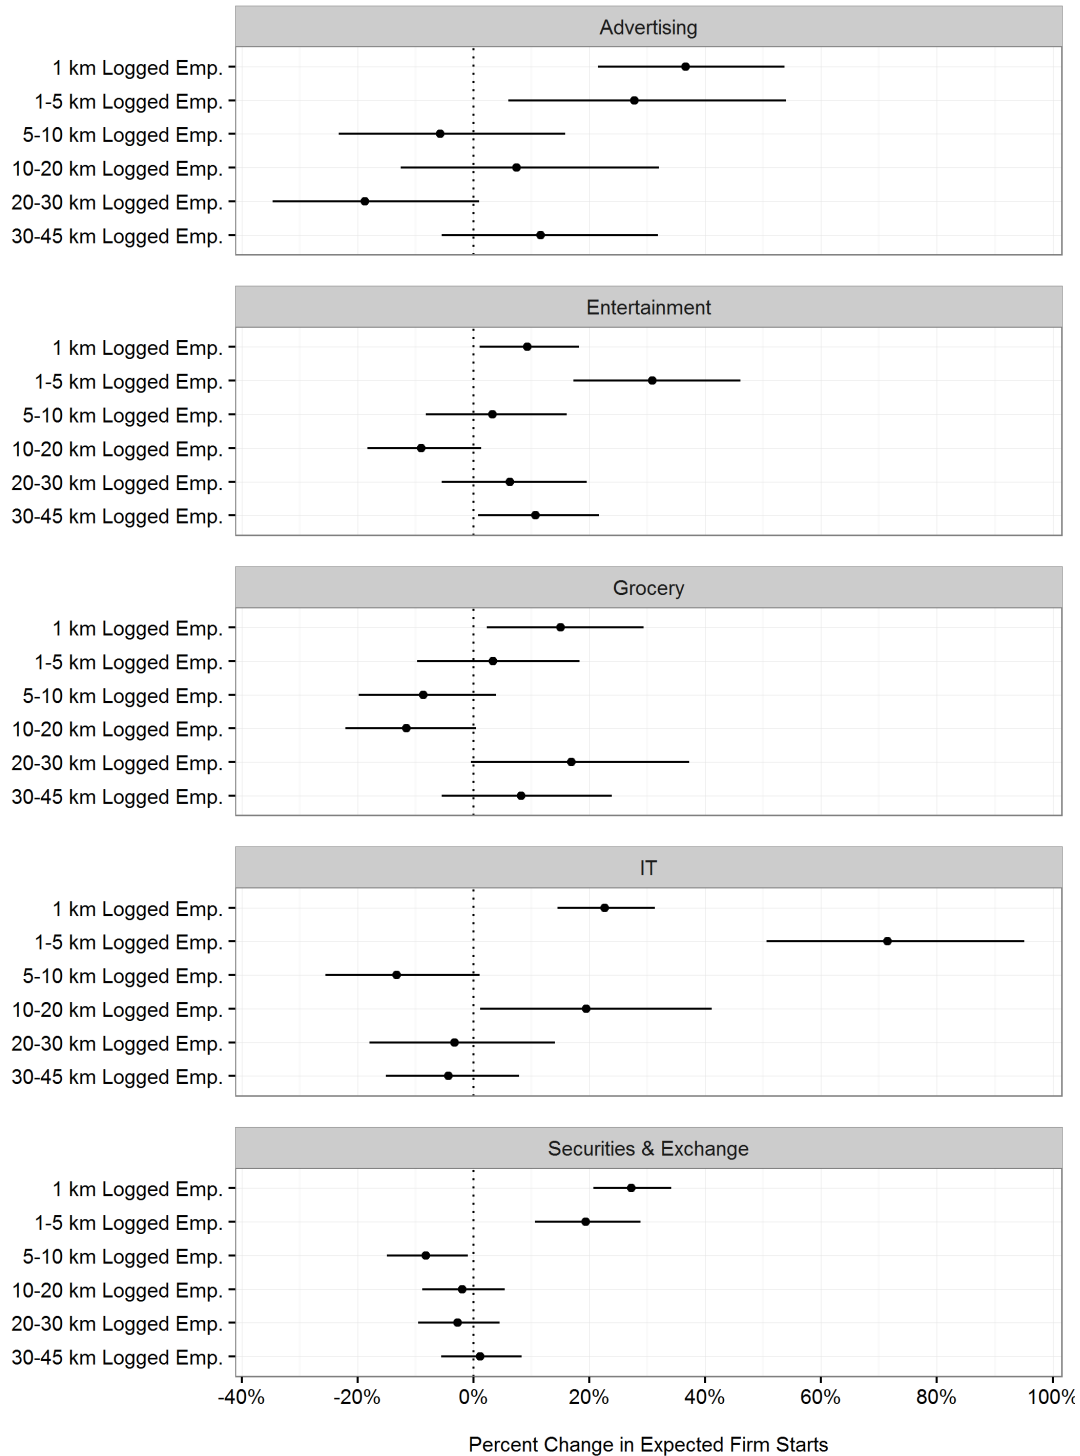 Advertising
1 km Logged Emp.
1-5 km Logged Emp.
5-10 km Logged Emp.
10-20 km Logged Emp.
20-30 km Logged Emp.
30-45 km Logged Emp.
Entertainment
1 km Logged Emp.
1-5 km Logged Emp.
5-10 km Logged Emp.
10-20 km Logged Emp.
20-30 km Logged Emp.
30-45 km Logged Emp.
Grocery
1 km Logged Emp.
1-5 km Logged Emp.
5-10 km Logged Emp.
10-20 km Logged Emp.
20-30 km Logged Emp.
30-45 km Logged Emp.
IT
1 km Logged Emp.
1-5 km Logged Emp.
5-10 km Logged Emp.
10-20 km Logged Emp.
20-30 km Logged Emp.
30-45 km Logged Emp.
Securities & Exchange
1 km Logged Emp.
1-5 km Logged Emp.
5-10 km Logged Emp.
10-20 km Logged Emp.
20-30 km Logged Emp.
30-45 km Logged Emp.
-40% -20% 0% 20% 40% 60% 80% 100%
Percent Change in Expected Firm Starts